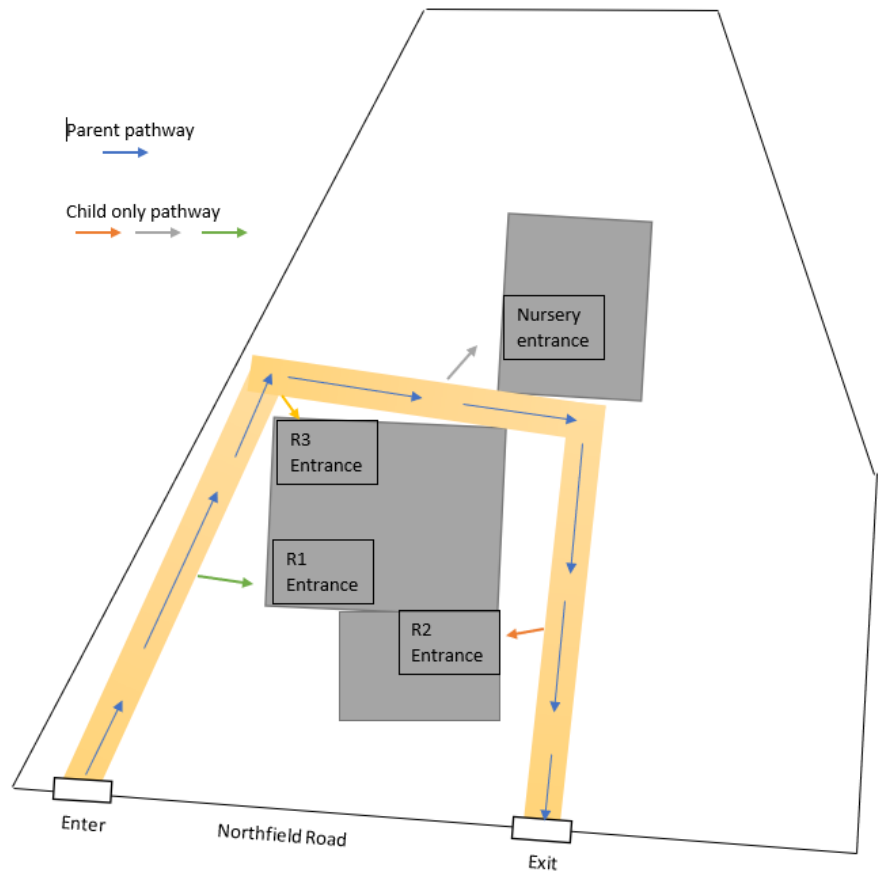 Parent pathway
Child only pathway
Nursery
entrance
R3
Entrance
R1
Entrance
R2
Entrance
Enter
Northfield Road
Exit